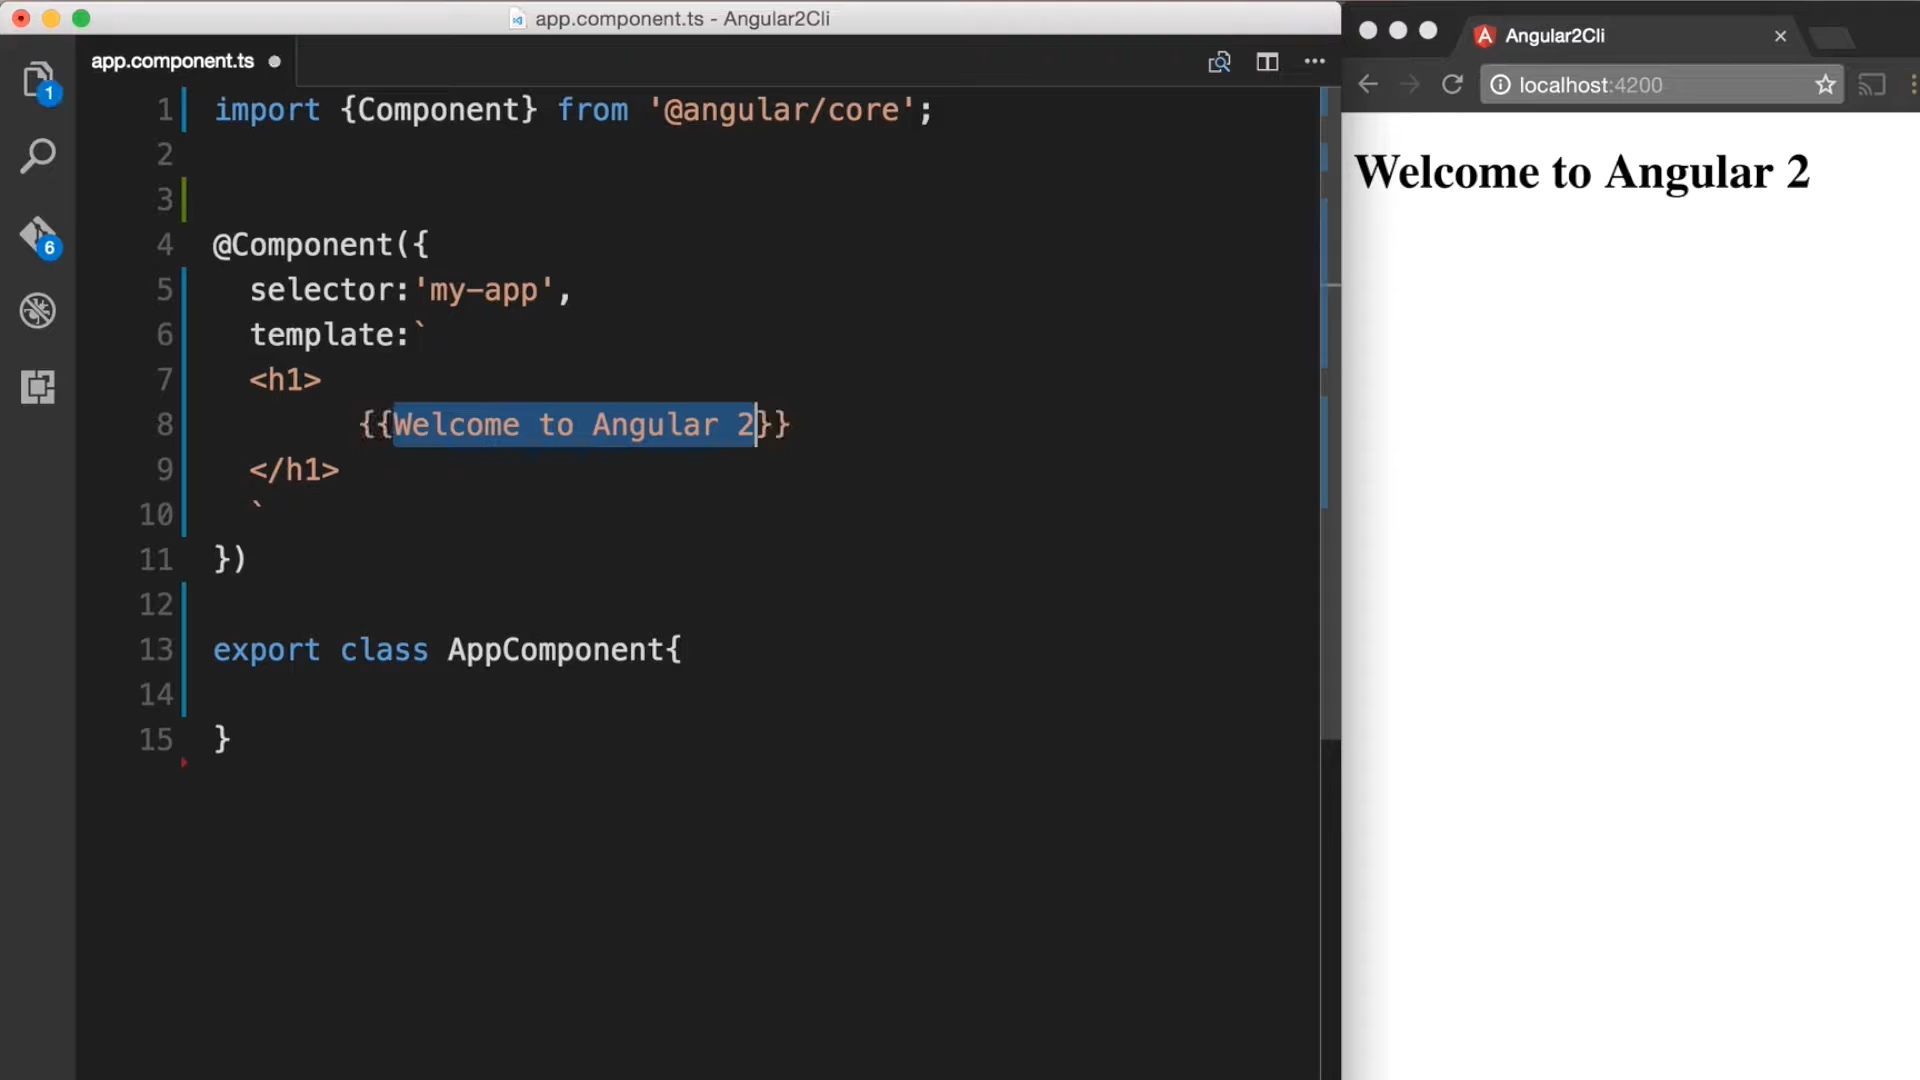 app.component.ts - Angular2Cli
app.component.ts
1 import {Component} from '@angular/core';
2
3
4 @Component({
5 selector:'my-app',
6 template:`
7 <h1>
8 {{Welcome to Angular 2}}
9 </h1>
10 `
11 })
12
13 export class AppComponent{
14
15 }
1
6
Angular2Cli
localhost:4200
Welcome to Angular 2